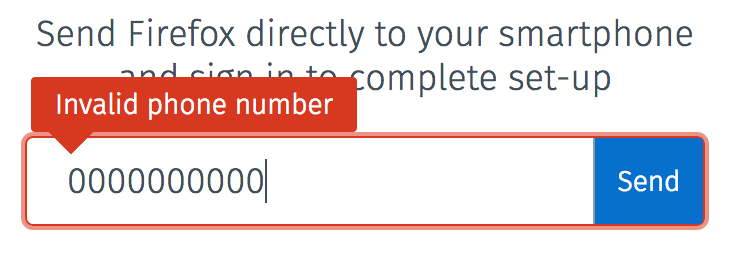 Send Firefox directly to your smartphone
and sign in to complete set-up
Invalid phone number
0000000000
Send